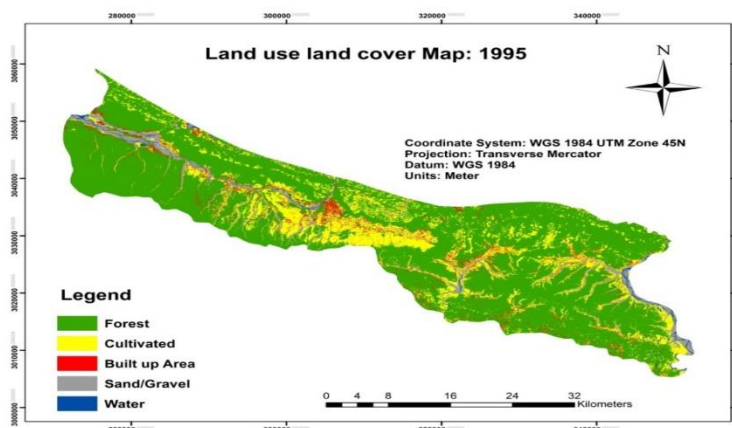 280000 300000 320000 340000
Land use land cover Map: 1995
N
Coordinate System: WGS 1984 UTM Zone 45N
Projection: Transverse Mercator
Datum: WGS 1984
Units: Meter
3060000
3050000
3040000
3030000
3020000
3010000
3000000
Legend
Forest
Cultivated
Built up Area
Sand/Gravel
Water
0 4 8 16 24 32
Kilometers